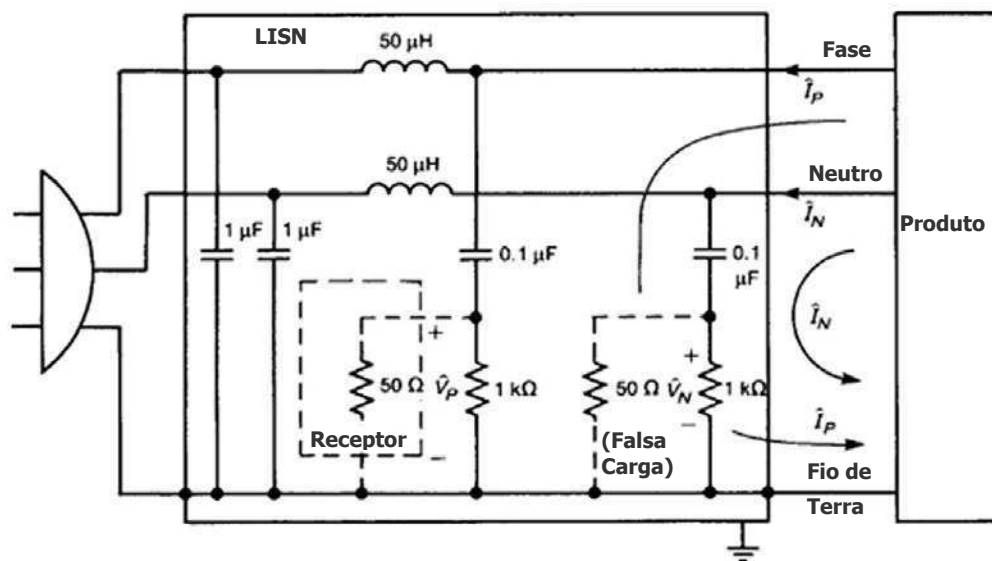 LISN
50 μH
Fase
Î_P
50 μH
Neutro
Î_N
Produto
1 μF
1 μF
0.1 μF
0.1
μF
Î_N
+
50 Ω
V̂_P
1 kΩ
−
Receptor
+
50 Ω
V̂_N
1 kΩ
−
(Falsa
Carga)
Î_P
Fio de
Terra